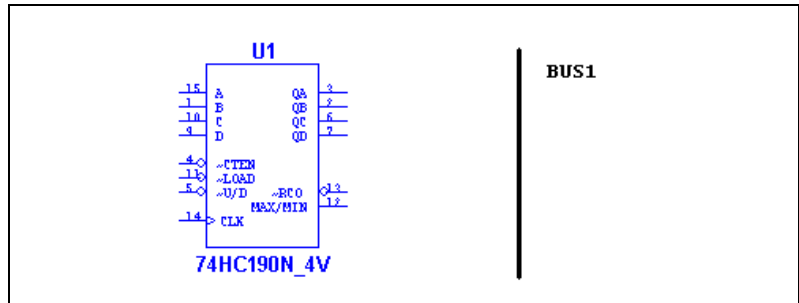 U1
BUS1
15 A QA 3
1 B QB 2
10 C QC 6
9 D QD 7
4 ~CTEN
11 ~LOAD
5 ~U/D ~RCO 13
MAX/MIN 12
14 CLK
74HC190N_4V